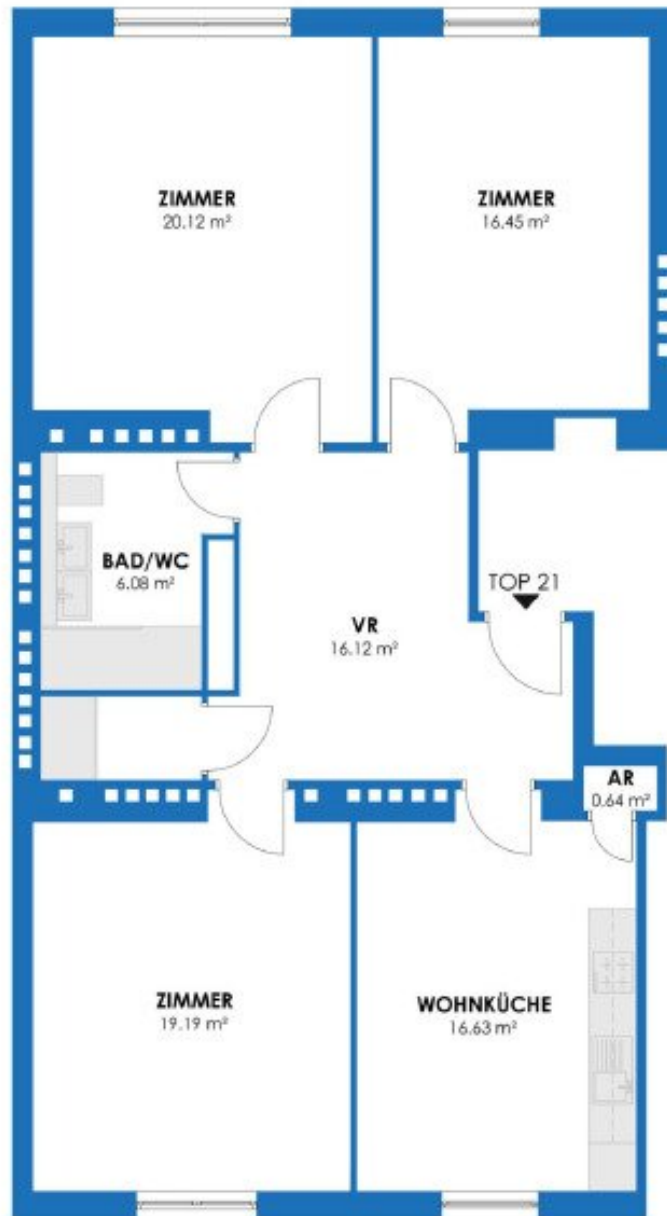 ZIMMER
20.12 m²
ZIMMER
16.45 m²
BAD/WC
6.08 m²
TOP 21
VR
16.12 m²
AR
0.64 m²
ZIMMER
19.19 m²
WOHNKÜCHE
16.63 m²